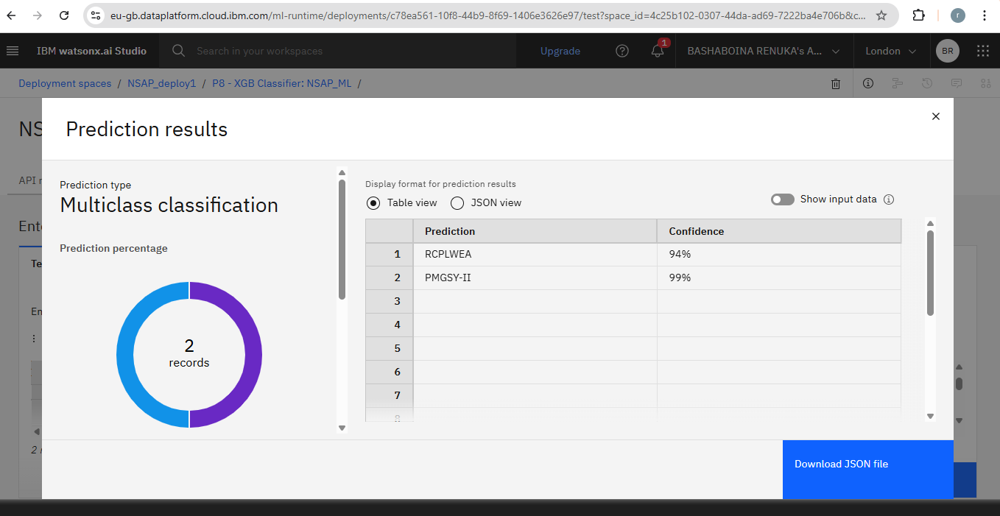 eu-gb.dataplatform.cloud.ibm.com/ml-runtime/deployments/c78ea561-10f8-44b9-8f69-1406e3626e97/test?space_id=4c25b102-0307-44da-ad69-7222ba4e706b&c...
r
IBM watsonx.ai Studio
Search in your workspaces
Upgrade
1
BASHABOINA RENUKA's A...
London
BR
Deployment spaces / NSAP_deploy1 / P8 - XGB Classifier: NSAP_ML /
NS
Prediction results
API r
Prediction type
Multiclass classification
Prediction percentage
2
records
Display format for prediction results
Table view
JSON view
Show input data
Prediction Confidence
1 RCPLWEA 94%
2 PMGSY-II 99%
3
4
5
6
7
8
Ente
Te
En
2
Download JSON file